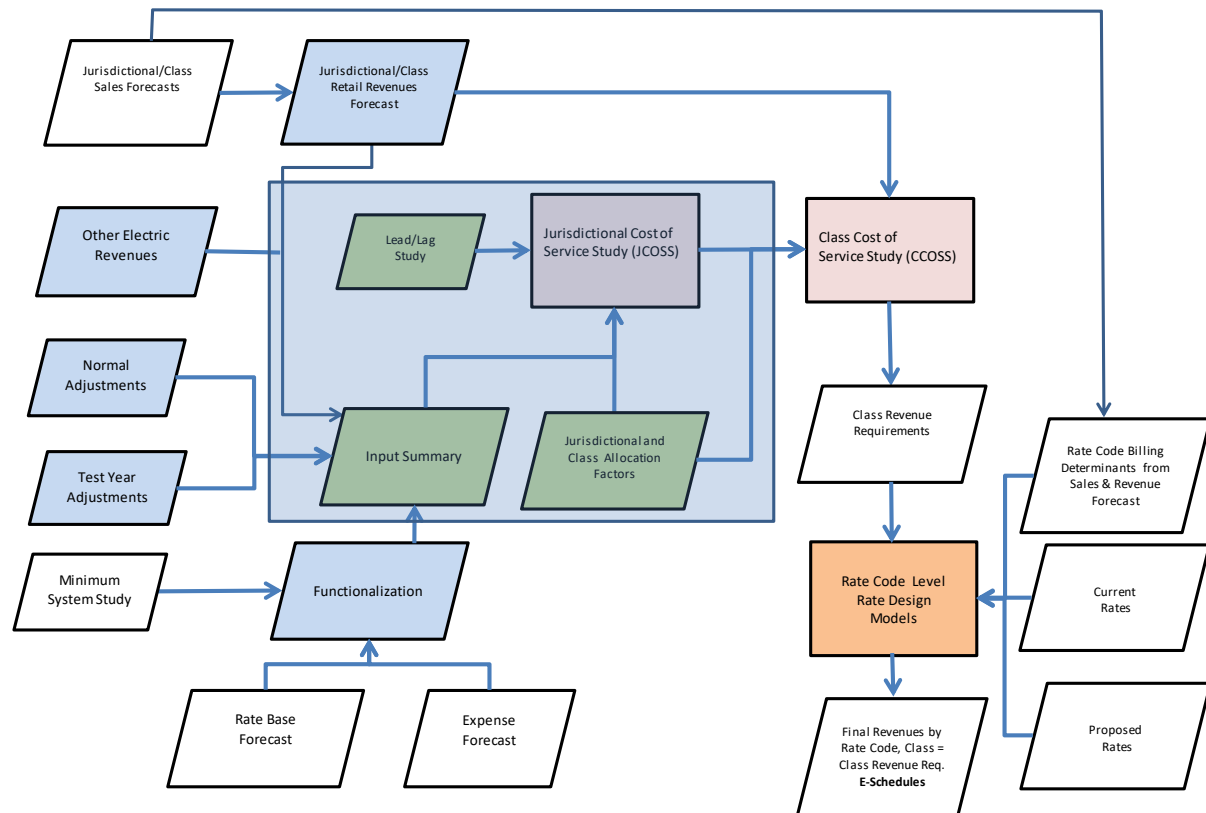 Jurisdictional/Class
Sales Forecasts
Jurisdictional/Class
Retail Revenues
Forecast
Other Electric
Revenues
Lead/Lag
Study
Jurisdictional Cost of
Service Study (JCOSS)
Class Cost of
Service Study (CCOSS)
Normal
Adjustments
Test Year
Adjustments
Input Summary
Jurisdictional and
Class Allocation
Factors
Class Revenue
Requirements
Rate Code Billing
Determinants from
Sales & Revenue
Forecast
Minimum
System Study
Functionalization
Rate Code Level
Rate Design
Models
Current
Rates
Rate Base
Forecast
Expense
Forecast
Final Revenues by
Rate Code, Class =
Class Revenue Req.
E-Schedules
Proposed
Rates